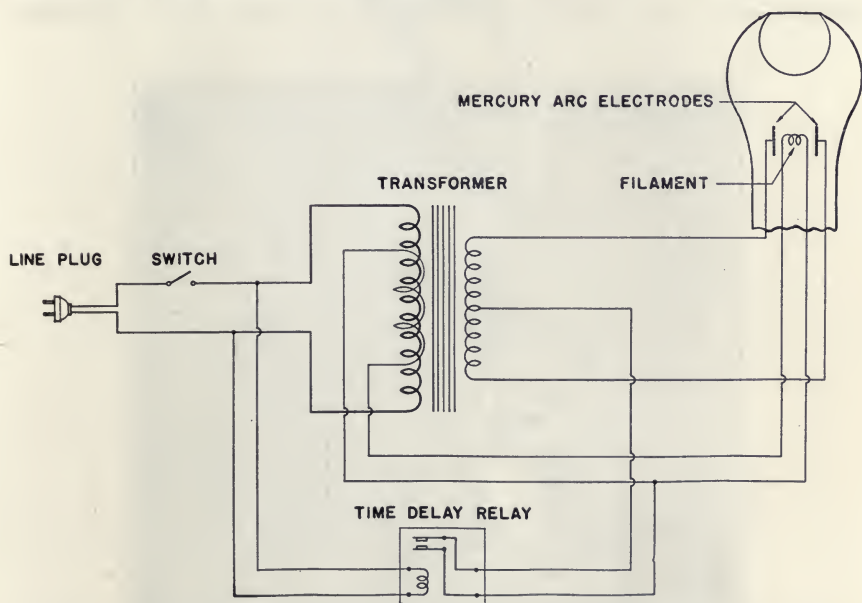 MERCURY ARC ELECTRODES
FILAMENT
TRANSFORMER
LINE PLUG
SWITCH
TIME DELAY RELAY